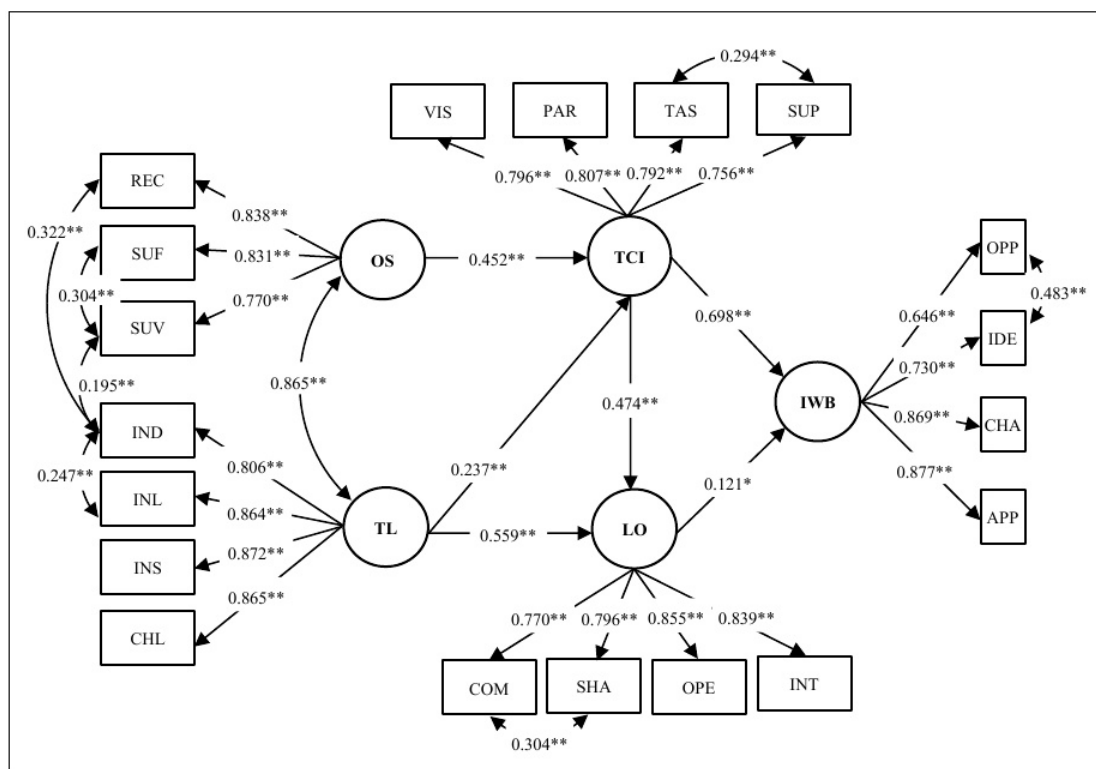 0.294**
VIS
PAR
TAS
SUP
0.796**
0.807**
0.792**
0.756**
REC
0.838**
0.322**
SUF
0.831**
OS
0.452**
TCI
OPP
0.304**
0.770**
0.483**
SUV
0.698**
0.646**
IDE
0.730**
0.195**
0.865**
IWB
0.869**
CHA
IND
0.474**
0.247**
0.806**
0.237**
0.121*
0.877**
INL
0.864**
TL
0.559**
LO
APP
INS
0.872**
0.865**
CHL
0.770**
0.796**
0.855**
0.839**
COM
SHA
OPE
INT
0.304**